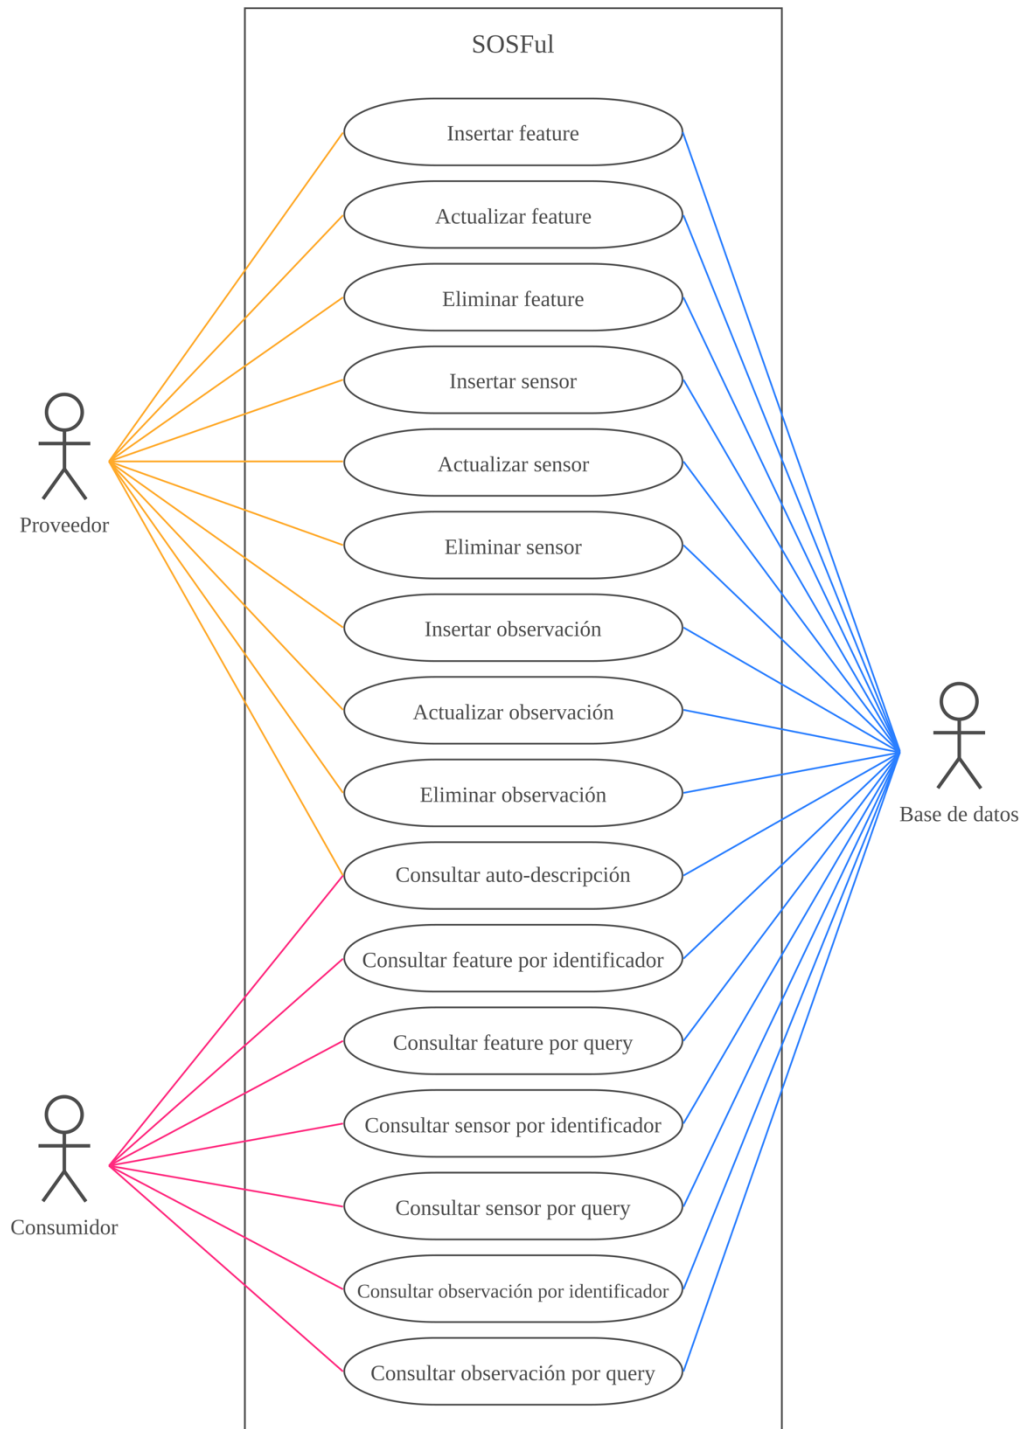 SOSFul
Insertar feature
Actualizar feature
Eliminar feature
Insertar sensor
Actualizar sensor
Proveedor
Eliminar sensor
Insertar observación
Actualizar observación
Eliminar observación
Base de datos
Consultar auto-descripción
Consultar feature por identificador
Consultar feature por query
Consultar sensor por identificador
Consultar sensor por query
Consumidor
Consultar observación por identificador
Consultar observación por query